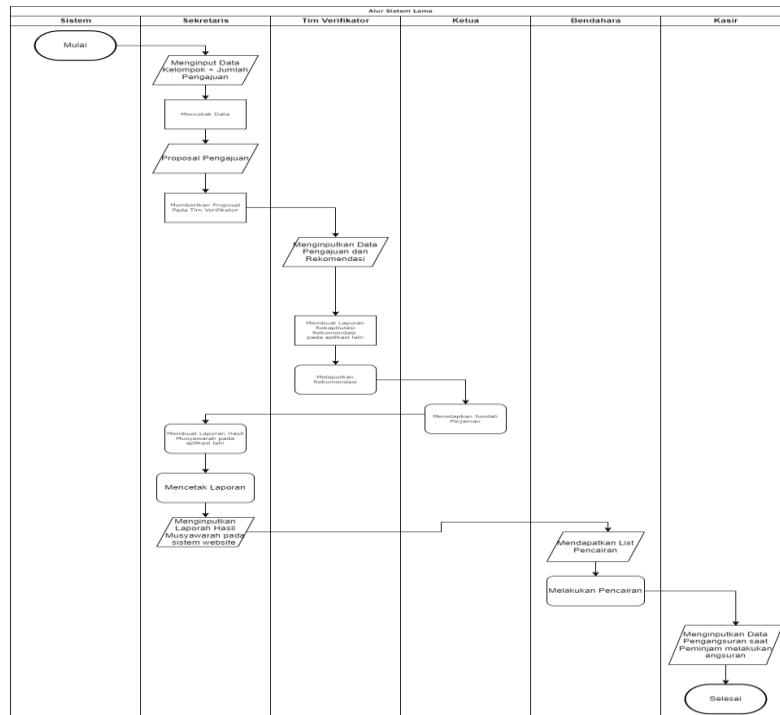 Alur Sistem Lama
Sistem
Sekretaris
Tim Verifikator
Ketua
Bendahara
Kasir
Mulai
Menginput Data
Kelompok + Jumlah
Pengajuan
Mencetak Data
Proposal Pengajuan
Memberikan Proposal
Pada Tim Verifikator
Menginputkan Data
Pengajuan dan
Rekomendasi
Membuat Laporan
Rekapitulasi
Rekomendasi
pada aplikasi lain
Melaporkan
Rekomendasi
Menetapkan Jumlah
Pinjaman
Membuat Laporan Hasil
Musyawarah pada
aplikasi lain
Mencetak Laporan
Menginputkan
Laporah Hasil
Musyawarah pada
sistem website
Mendapatkan List
Pencairan
Melakukan Pencairan
Menginputkan Data
Pengangsuran saat
Peminjam melakukan
angsuran
Selesai